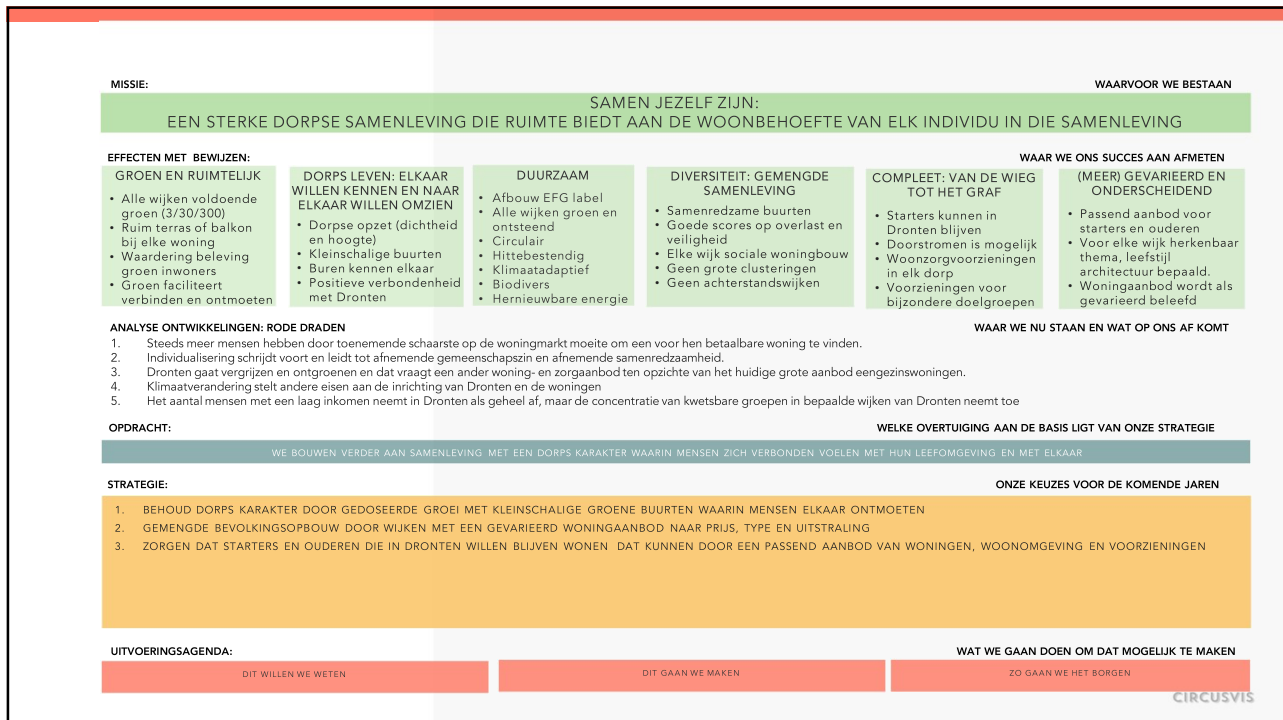 MISSIE:
WAARVOOR WE BESTAAN
SAMEN JEZELF ZIJN:
EEN STERKE DORPSE SAMENLEVING DIE RUIMTE BIEDT AAN DE WOONBEHOEFTE VAN ELK INDIVIDU IN DIE SAMENLEVING
EFFECTEN MET BEWIJZEN:
WAAR WE ONS SUCCES AAN AFMETEN
GROEN EN RUIMTELIJK
• Alle wijken voldoende
groen (3/30/300)
• Ruim terras of balkon
bij elke woning
• Waardering beleving
groen inwoners
• Groen faciliteert
verbinden en ontmoeten
DORPS LEVEN: ELKAAR
WILLEN KENNEN EN NAAR
ELKAAR WILLEN OMZIEN
• Dorpse opzet (dichtheid
en hoogte)
• Kleinschalige buurten
• Buren kennen elkaar
• Positieve verbondenheid
met Dronten
DUURZAAM
• Afbouw EFG label
• Alle wijken groen en
ontsteend
• Circulair
• Hittebestendig
• Klimaatadaptief
• Biodivers
• Hernieuwbare energie
DIVERSITEIT: GEMENGDE
SAMENLEVING
• Samenredzame buurten
• Goede scores op overlast en
veiligheid
• Elke wijk sociale woningbouw
• Geen grote clusteringen
• Geen achterstandswijken
COMPLEET: VAN DE WIEG
TOT HET GRAF
• Starters kunnen in
Dronten blijven
• Doorstromen is mogelijk
• Woonzorgvoorzieningen
in elk dorp
• Voorzieningen voor
bijzondere doelgroepen
(MEER) GEVARIEERD EN
ONDERSCHEIDEND
• Passend aanbod voor
starters en ouderen
• Voor elke wijk herkenbaar
thema, leefstijl
architectuur bepaald.
• Woningaanbod wordt als
gevarieerd beleefd
ANALYSE ONTWIKKELINGEN: RODE DRADEN
WAAR WE NU STAAN EN WAT OP ONS AF KOMT
1. Steeds meer mensen hebben door toenemende schaarste op de woningmarkt moeite om een voor hen betaalbare woning te vinden.
2. Individualisering schrijdt voort en leidt tot afnemende gemeenschapszin en afnemende samenredzaamheid.
3. Dronten gaat vergrijzen en ontgroenen en dat vraagt een ander woning- en zorgaanbod ten opzichte van het huidige grote aanbod eengezinswoningen.
4. Klimaatverandering stelt andere eisen aan de inrichting van Dronten en de woningen
5. Het aantal mensen met een laag inkomen neemt in Dronten als geheel af, maar de concentratie van kwetsbare groepen in bepaalde wijken van Dronten neemt toe
OPDRACHT:
WELKE OVERTUIGING AAN DE BASIS LIGT VAN ONZE STRATEGIE
WE BOUWEN VERDER AAN SAMENLEVING MET EEN DORPS KARAKTER WAARIN MENSEN ZICH VERBONDEN VOELEN MET HUN LEEFOMGEVING EN MET ELKAAR
STRATEGIE:
ONZE KEUZES VOOR DE KOMENDE JAREN
1. BEHOUD DORPS KARAKTER DOOR GEDOSEERDE GROEI MET KLEINSCHALIGE GROENE BUURTEN WAARIN MENSEN ELKAAR ONTMOETEN
2. GEMENGDE BEVOLKINGSOPBOUW DOOR WIJKEN MET EEN GEVARIEERD WONINGAANBOD NAAR PRIJS, TYPE EN UITSTRALING
3. ZORGEN DAT STARTERS EN OUDEREN DIE IN DRONTEN WILLEN BLIJVEN WONEN DAT KUNNEN DOOR EEN PASSEND AANBOD VAN WONINGEN, WOONOMGEVING EN VOORZIENINGEN
UITVOERINGSAGENDA:
WAT WE GAAN DOEN OM DAT MOGELIJK TE MAKEN
DIT WILLEN WE WETEN
DIT GAAN WE MAKEN
ZO GAAN WE HET BORGEN
CIRCUSVIS